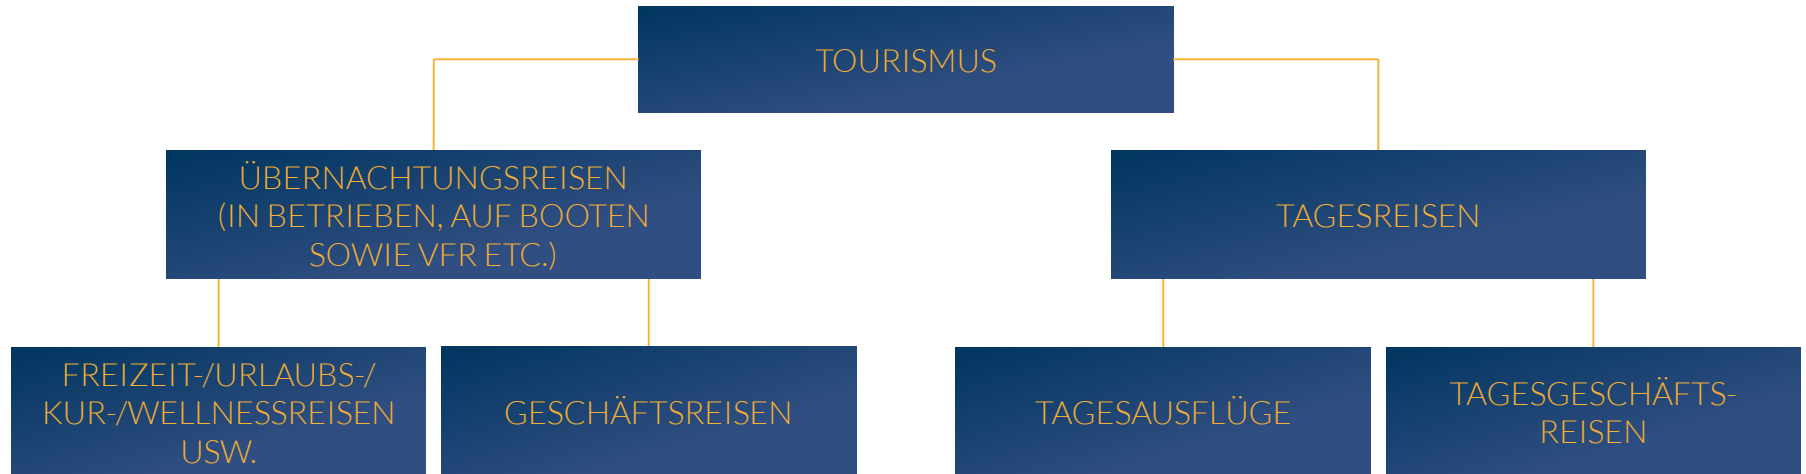 TOURISMUS
ÜBERNACHTUNGSREISEN
(IN BETRIEBEN, AUF BOOTEN
SOWIE VFR ETC.)
TAGESREISEN
FREIZEIT-/URLAUBS-/
KUR-/WELLNESSREISEN
USW.
GESCHÄFTSREISEN
TAGESAUSFLÜGE
TAGESGESCHÄFTS-
REISEN